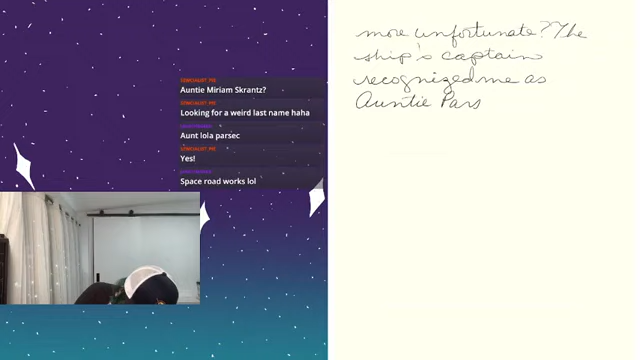 Auntie Miriam Skrantz?
Looking for a weird last name haha
Aunt lola parsec
Yes!
Space road works lol
more unfortunate? The
ship's captain
recognized me as
Auntie Pars